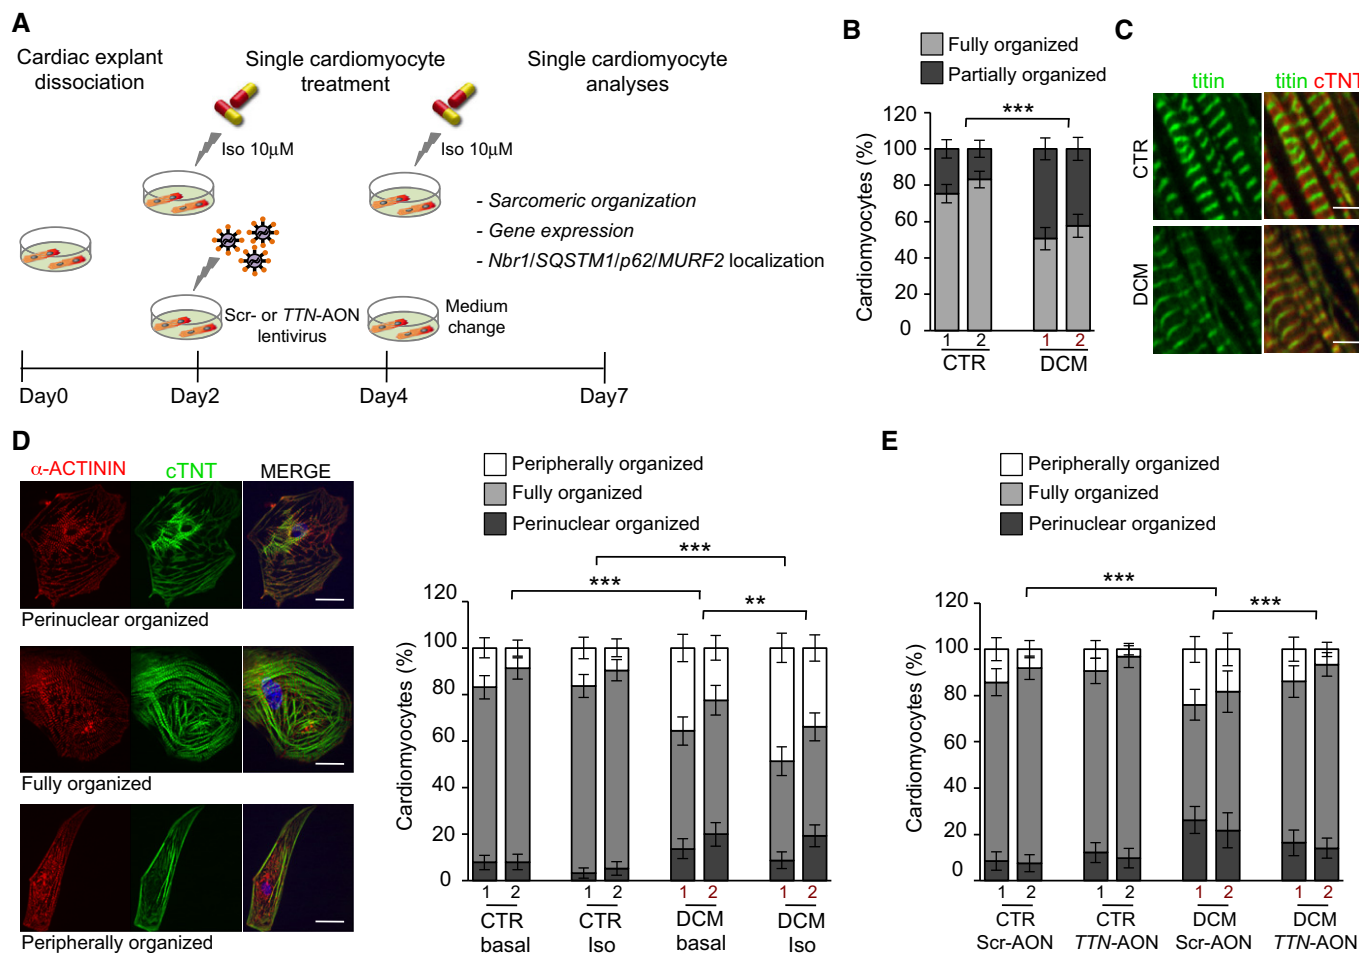 A
Cardiac explant
dissociation
Single cardiomyocyte
treatment
Single cardiomyocyte
analyses
Iso 10μM
Iso 10μM
- Sarcomeric organization
- Gene expression
- Nbr1/SQSTM1/p62/MURF2 localization
Scr- or TTN-AON
lentivirus
Medium
change
Day0
Day2
Day4
Day7
B
Fully organized
Partially organized
***
Cardiomyocytes (%)
120
100
80
60
40
20
0
1 2 1 2
CTR DCM
C
titin titin cTNT
CTR
DCM
D
α-ACTININ cTNT MERGE
Perinuclear organized
Fully organized
Peripherally organized
Peripherally organized
Fully organized
Perinuclear organized
***
***
**
Cardiomyocytes (%)
120
100
80
60
40
20
0
1 2 1 2 1 2 1 2
CTR CTR DCM DCM
basal Iso basal Iso
E
Peripherally organized
Fully organized
Perinuclear organized
***
***
Cardiomyocytes (%)
120
100
80
60
40
20
0
1 2 1 2 1 2 1 2
CTR CTR DCM DCM
Scr-AON TTN-AON Scr-AON TTN-AON